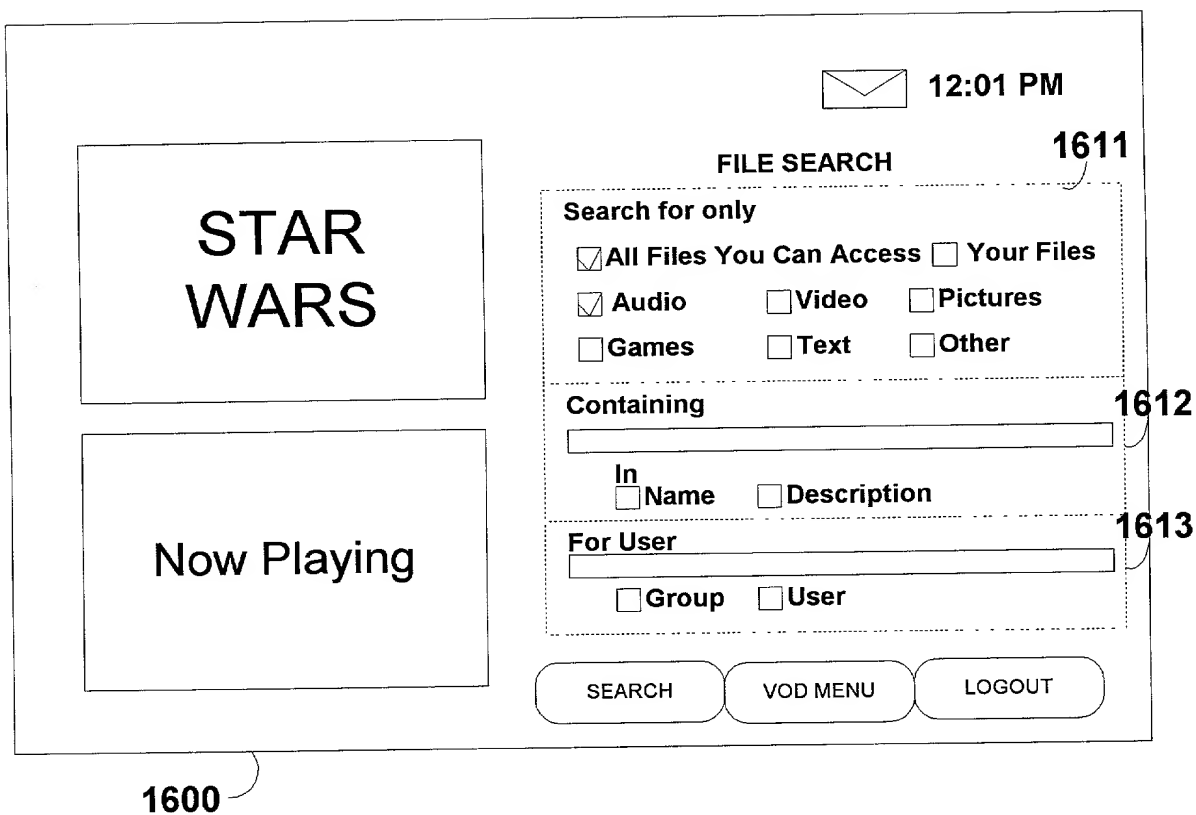 12:01 PM
1611
STAR
WARS
Now Playing
FILE SEARCH
Search for only
All Files You Can Access Your Files
Audio Video Pictures
Games Text Other
Containing
1612
In
Name Description
For User
1613
Group User
SEARCH VOD MENU LOGOUT
1600